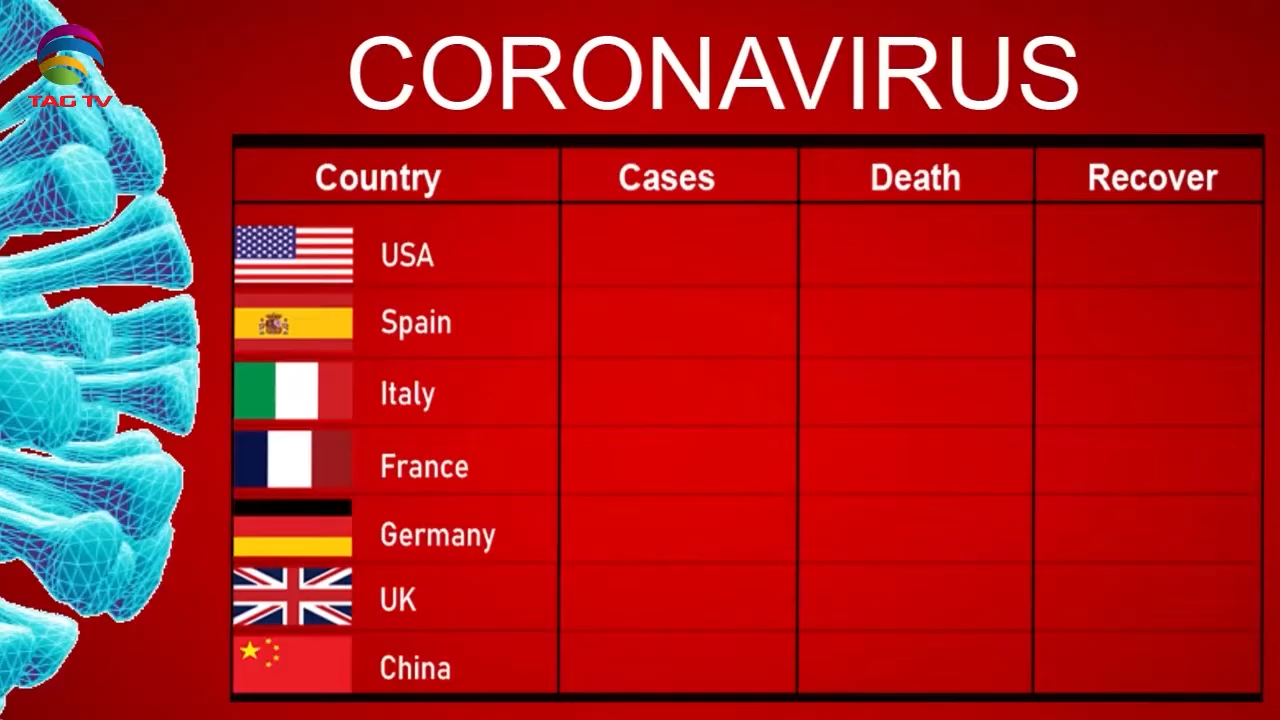 TAG TV
CORONAVIRUS
Country Cases Death Recover
USA
Spain
Italy
France
Germany
UK
China